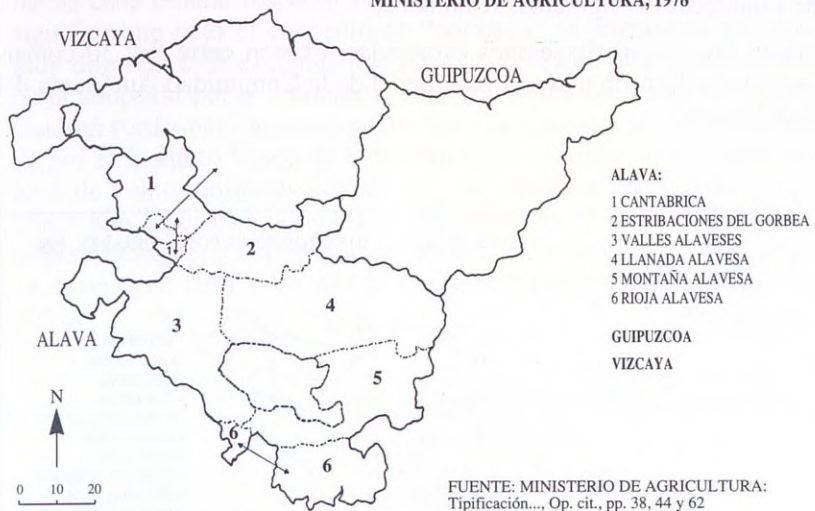 MINISTERIO DE AGRICULTURA, 1978
VIZCAYA
GUIPUZCOA
1
1
2
3
4
5
6
6
ALAVA
N
0 10 20
ALAVA:
1 CANTABRICA
2 ESTRIBACIONES DEL GORBEA
3 VALLES ALAVESES
4 LLANADA ALAVESA
5 MONTAÑA ALAVESA
6 RIOJA ALAVESA
GUIPUZCOA
VIZCAYA
FUENTE: MINISTERIO DE AGRICULTURA:
Tipificación..., Op. cit., pp. 38, 44 y 62